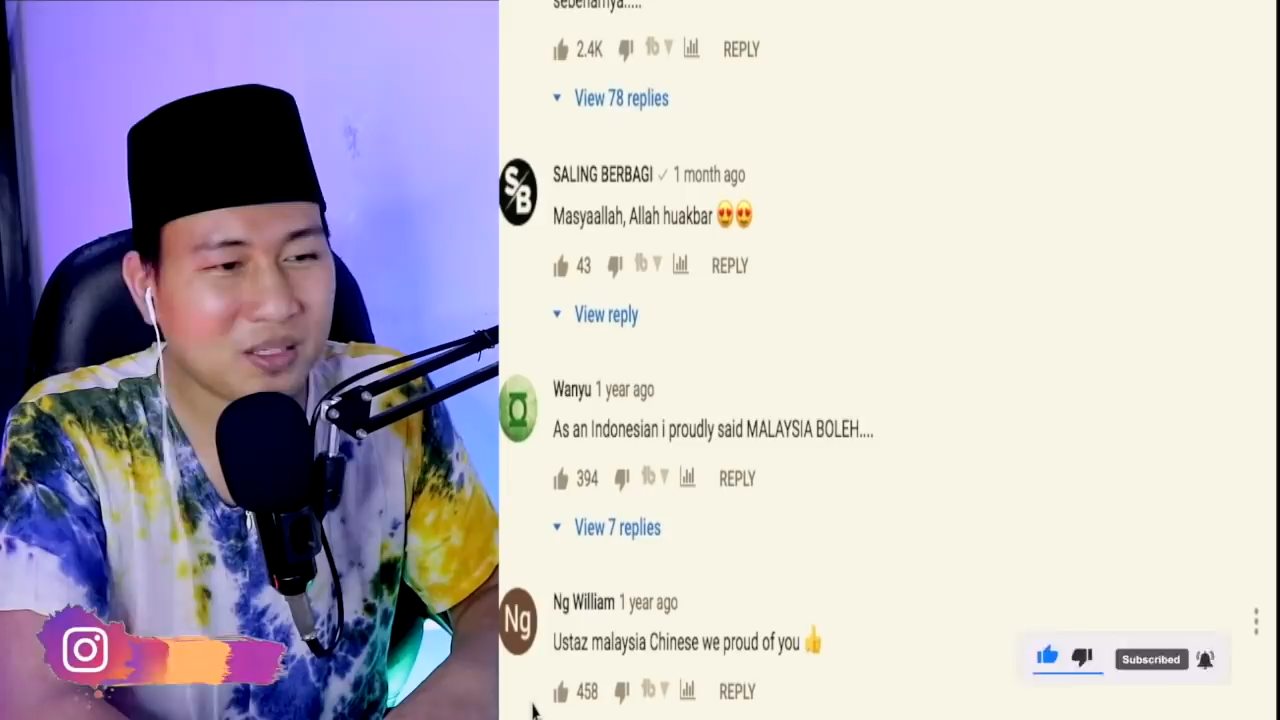 sebenarnya.....
2.4K REPLY
View 78 replies
S/B
SALING BERBAGI 1 month ago
Masyaallah, Allah huakbar 😍😍
43 REPLY
View reply
Wanyu 1 year ago
As an Indonesian i proudly said MALAYSIA BOLEH....
394 REPLY
View 7 replies
Ng
Ng William 1 year ago
Ustaz malaysia Chinese we proud of you 👍
458 REPLY
Subscribed